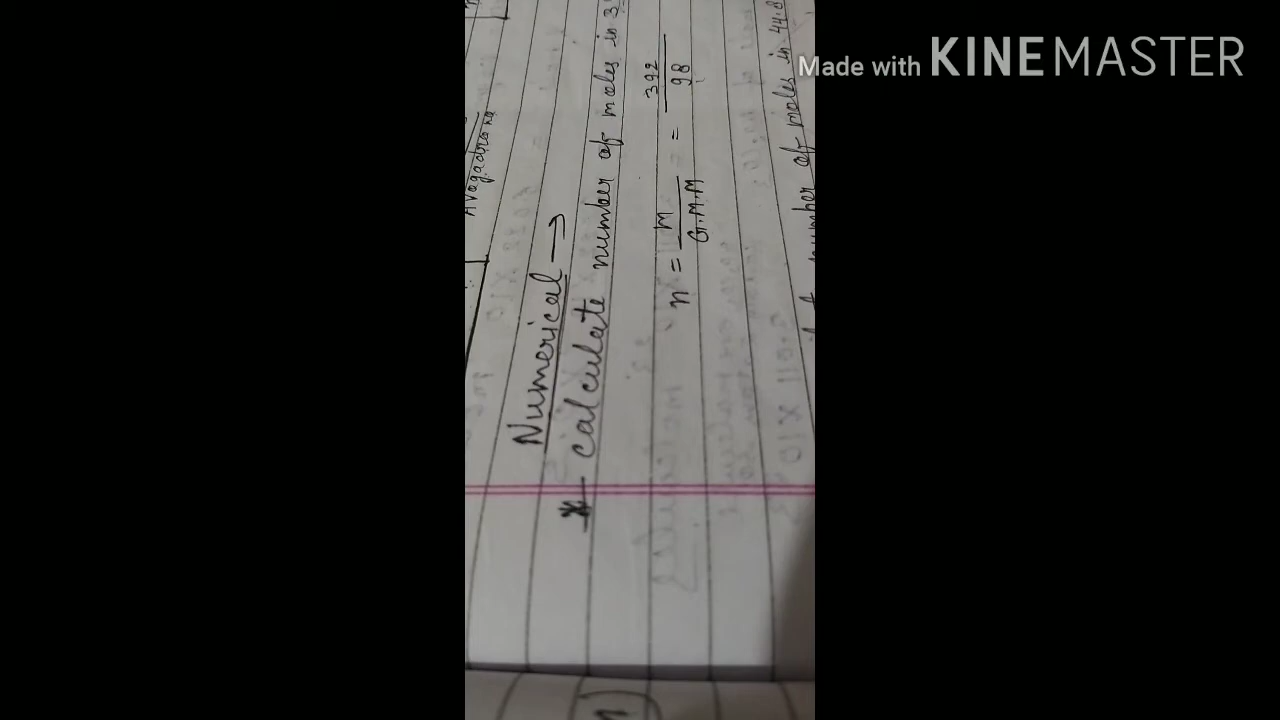 Made with KINEMASTER
Avogadro na
Numerical →
* calculate number of moles in 3
n = m / G.M.M = 392 / 98
number of moles in 44.8